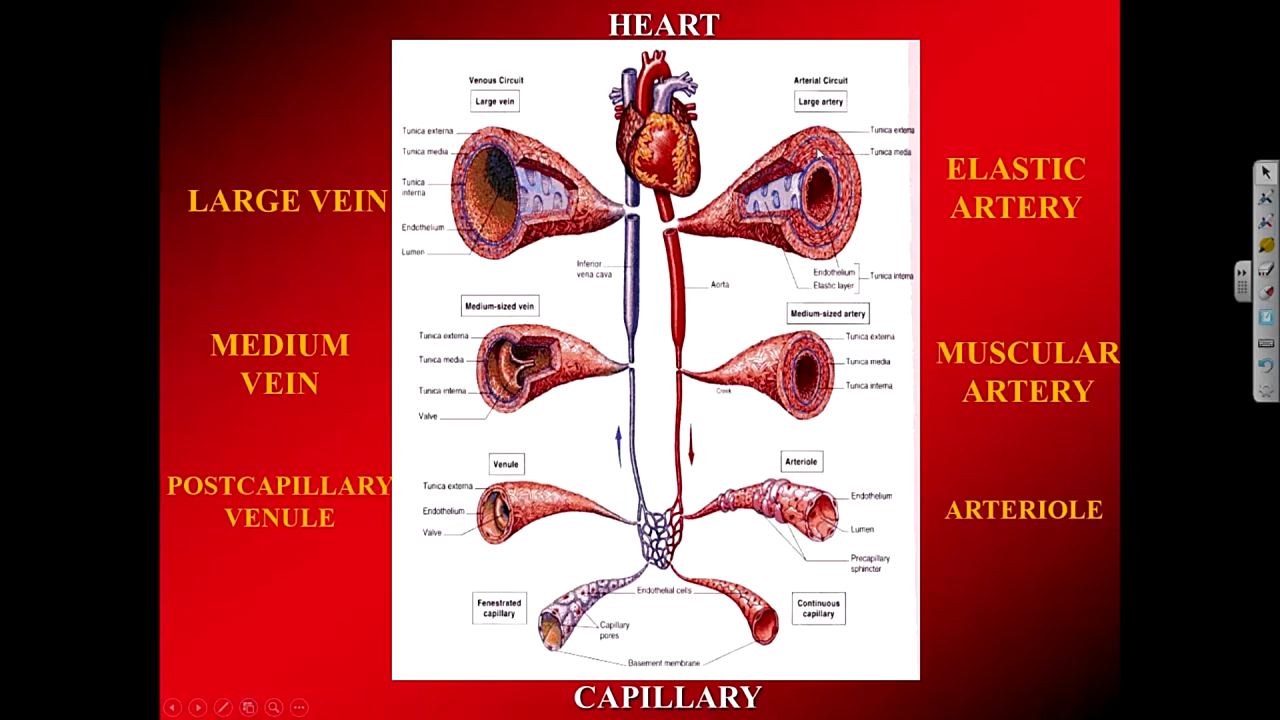 HEART
Venous Circuit
Large vein
Tunica externa
Tunica media
Tunica
interna
Endothelium
Lumen
LARGE VEIN
Inferior
vena cava
Arterial Circuit
Large artery
Tunica externa
Tunica media
Endothelium
Elastic layer
Tunica interna
Aorta
ELASTIC
ARTERY
Medium-sized vein
Tunica externa
Tunica media
Tunica interna
Valve
MEDIUM
VEIN
Medium-sized artery
Tunica externa
Tunica media
Tunica interna
MUSCULAR
ARTERY
Venule
Tunica externa
Endothelium
Valve
POSTCAPILLARY
VENULE
Arteriole
Endothelium
Lumen
Precapillary
sphincter
ARTERIOLE
Fenestrated
capillary
Capillary
pores
Endothelial cells
Basement membrane
Continuous
capillary
CAPILLARY